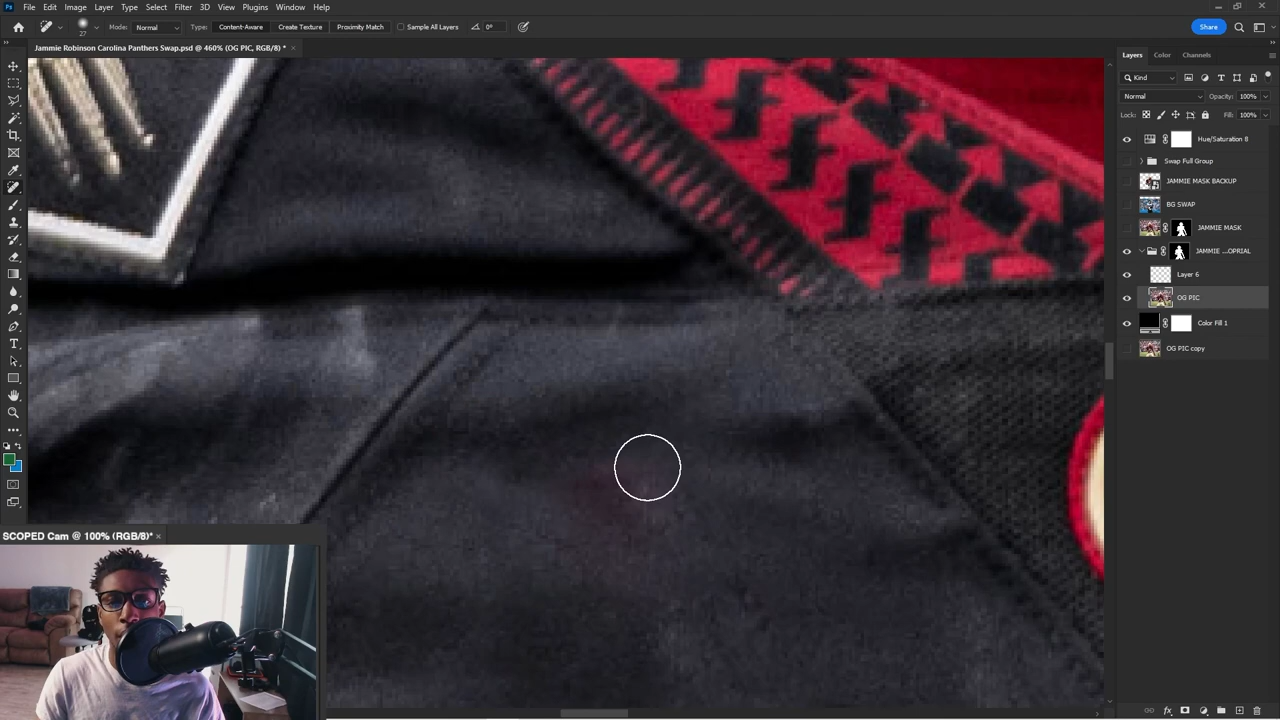 Ps File Edit Image Layer Type Select Filter 3D View Plugins Window Help
27 Mode: Normal Type: Content-Aware Create Texture Proximity Match Sample All Layers 0° Share
Jammie Robinson Carolina Panthers Swap.psd @ 460% (OG PIC, RGB/8) * ×
Layers Color Channels
Kind
Normal Opacity: 100%
Lock: Fill: 100%
Hue/Saturation 8
Swap Full Group
JAMMIE MASK BACKUP
BG SWAP
JAMMIE MASK
JAMMIE ...OPRIAL
Layer 6
OG PIC
Color Fill 1
OG PIC copy
SCOPED Cam @ 100% (RGB/8)* ×
fx